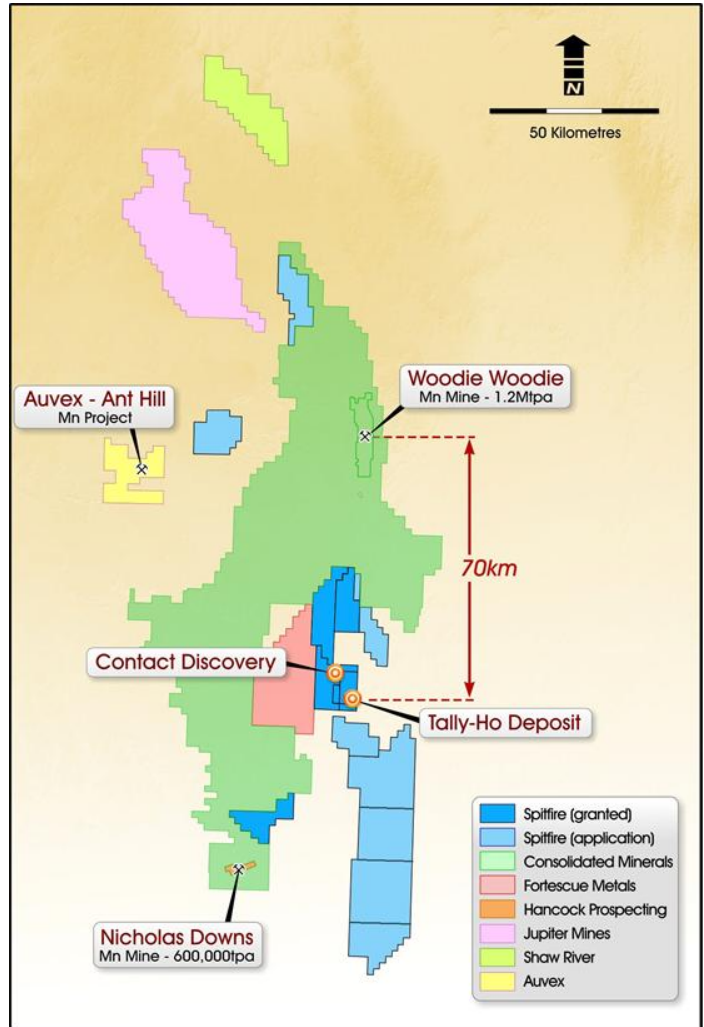 N
50 Kilometres
Woodie Woodie
Mn Mine - 1.2Mtpa
Auvex - Ant Hill
Mn Project
70km
Contact Discovery
Tally-Ho Deposit
Nicholas Downs
Mn Mine - 600,000tpa
Spitfire (granted)
Spitfire (application)
Consolidated Minerals
Fortescue Metals
Hancock Prospecting
Jupiter Mines
Shaw River
Auvex